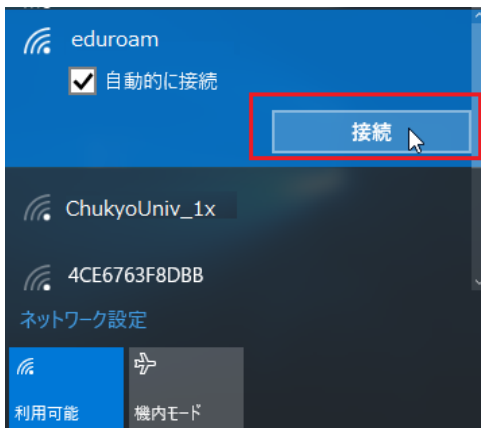 eduroam
自動的に接続
接続
ChukyoUniv_1x
4CE6763F8DBB
ネットワーク設定
利用可能
機内モード